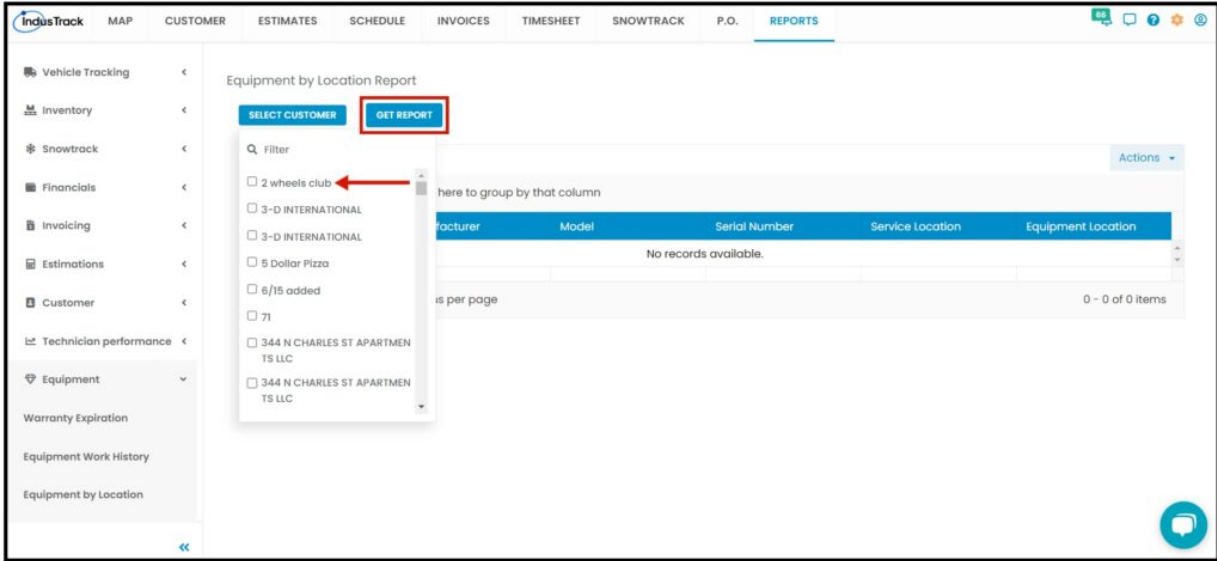 IndusTrack MAP CUSTOMER ESTIMATES SCHEDULE INVOICES TIMESHEET SNOWTRACK P.O. REPORTS 66
Vehicle Tracking
Inventory
Snowtrack
Financials
Invoicing
Estimations
Customer
Technician performance
Equipment
Warranty Expiration
Equipment Work History
Equipment by Location
Equipment by Location Report
SELECT CUSTOMER GET REPORT
Filter
2 wheels club
3-D INTERNATIONAL
3-D INTERNATIONAL
5 Dollar Pizza
6/15 added
71
344 N CHARLES ST APARTMEN
TS LLC
344 N CHARLES ST APARTMEN
TS LLC
Actions
here to group by that column
facturer Model Serial Number Service Location Equipment Location
No records available.
s per page 0 - 0 of 0 items